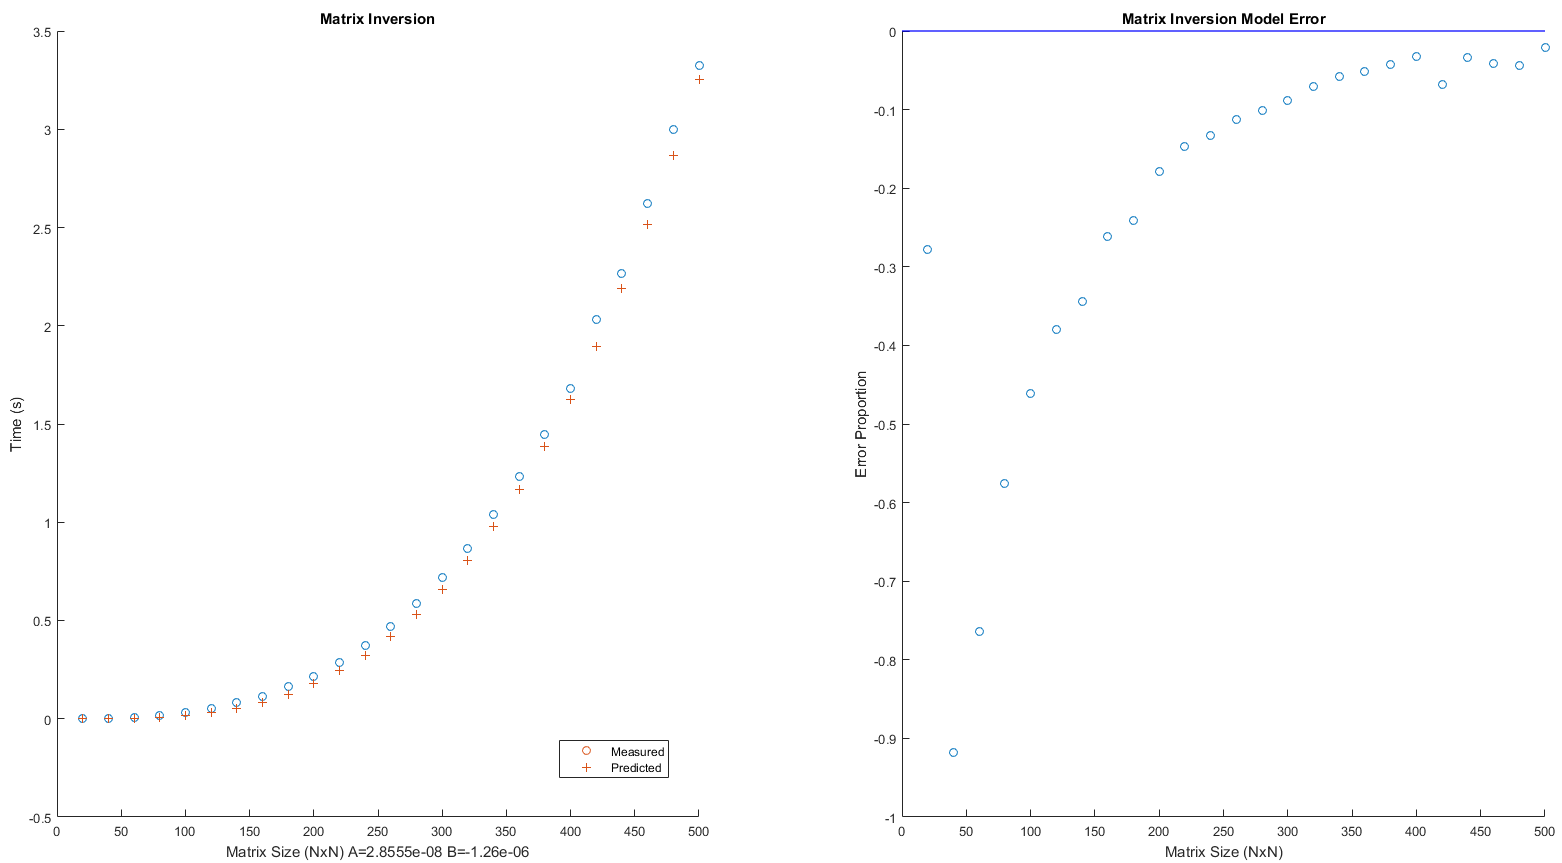 Matrix Inversion
3.5
3
2.5
2
1.5
1
0.5
0
-0.5
Time (s)
Measured
Predicted
0 50 100 150 200 250 300 350 400 450 500
Matrix Size (NxN) A=2.8555e-08 B=-1.26e-06
Matrix Inversion Model Error
0
-0.1
-0.2
-0.3
-0.4
-0.5
-0.6
-0.7
-0.8
-0.9
-1
Error Proportion
0 50 100 150 200 250 300 350 400 450 500
Matrix Size (NxN)